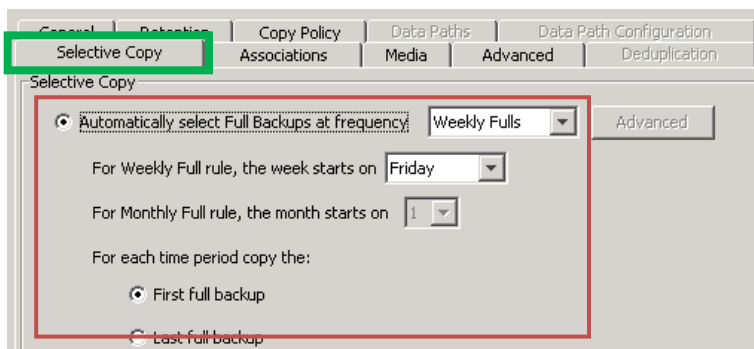 General Retention Copy Policy Data Paths Data Path Configuration
Selective Copy Associations Media Advanced Deduplication
Selective Copy
Automatically select Full Backups at frequency Weekly Fulls Advanced
For Weekly Full rule, the week starts on Friday
For Monthly Full rule, the month starts on 1
For each time period copy the:
First full backup
Last full backup